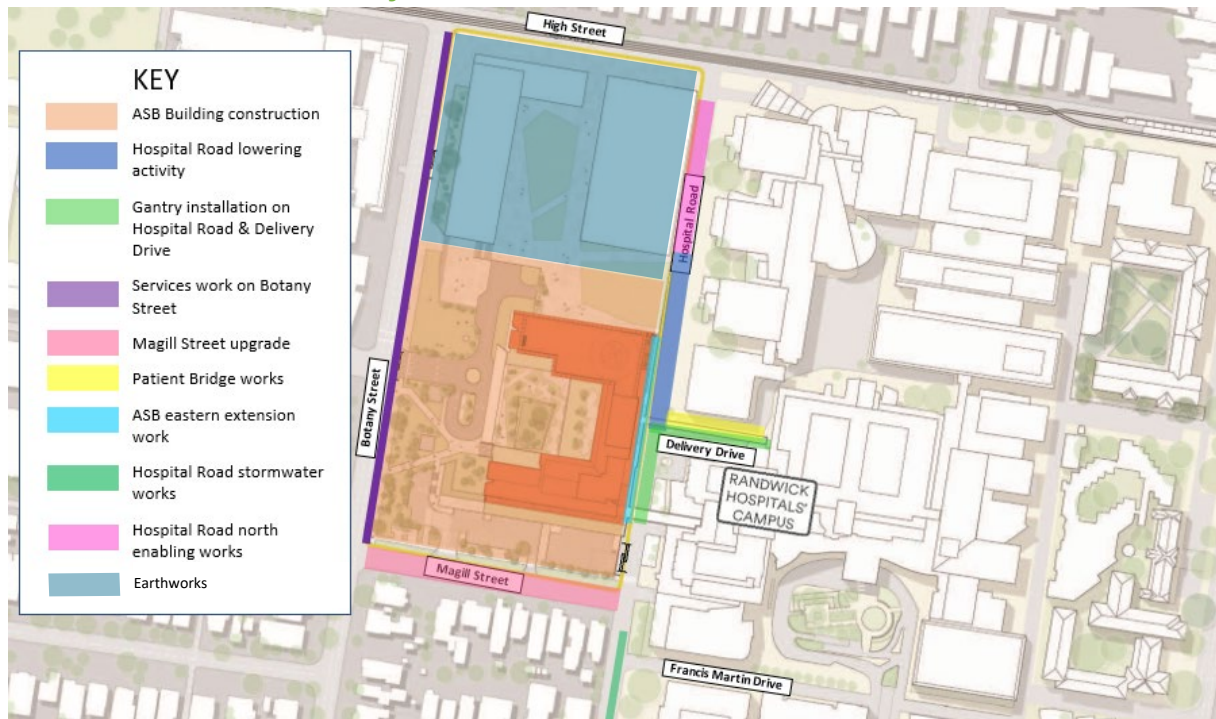 High Street
KEY
ASB Building construction
Hospital Road lowering
activity
Gantry installation on
Hospital Road & Delivery
Drive
Services work on Botany
Street
Magill Street upgrade
Patient Bridge works
ASB eastern extension
work
Hospital Road stormwater
works
Hospital Road north
enabling works
Earthworks
Hospital Road
Botany Street
Delivery Drive
RANDWICK
HOSPITALS'
CAMPUS
Magill Street
Francis Martin Drive